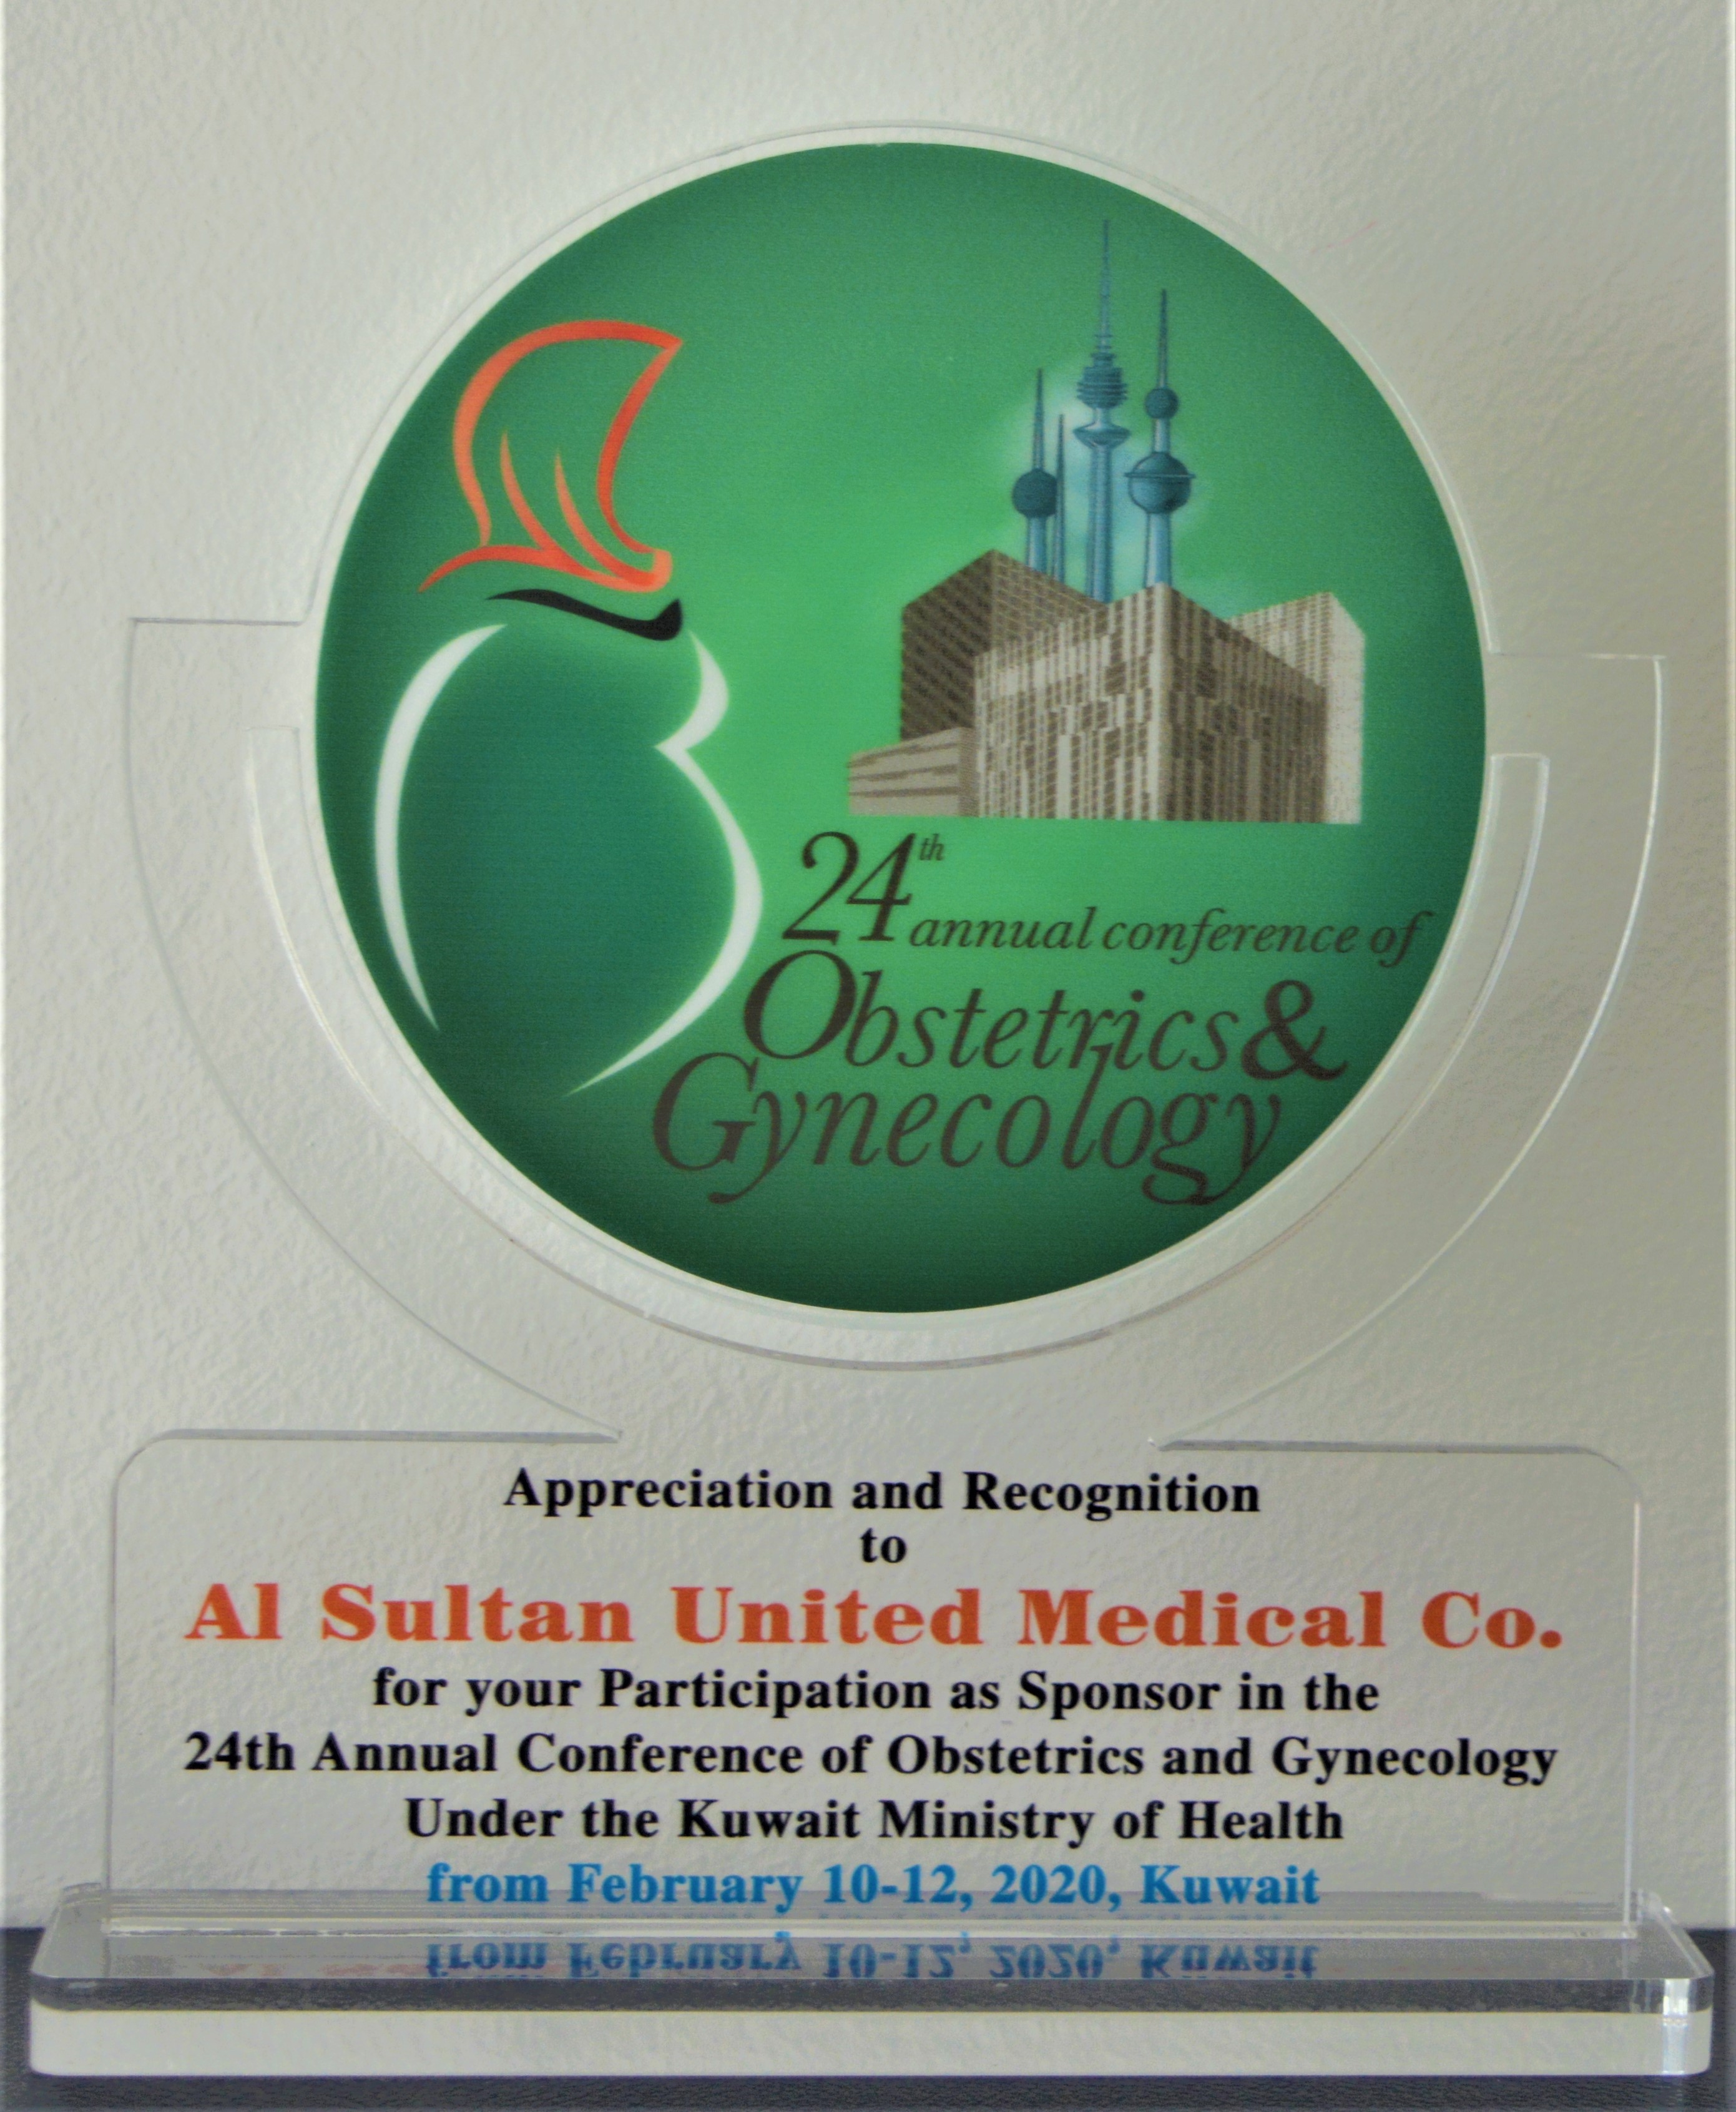 24th annual conference of
Obstetrics &
Gynecology
Appreciation and Recognition
to
Al Sultan United Medical Co.
for your Participation as Sponsor in the
24th Annual Conference of Obstetrics and Gynecology
Under the Kuwait Ministry of Health
from February 10-12, 2020, Kuwait